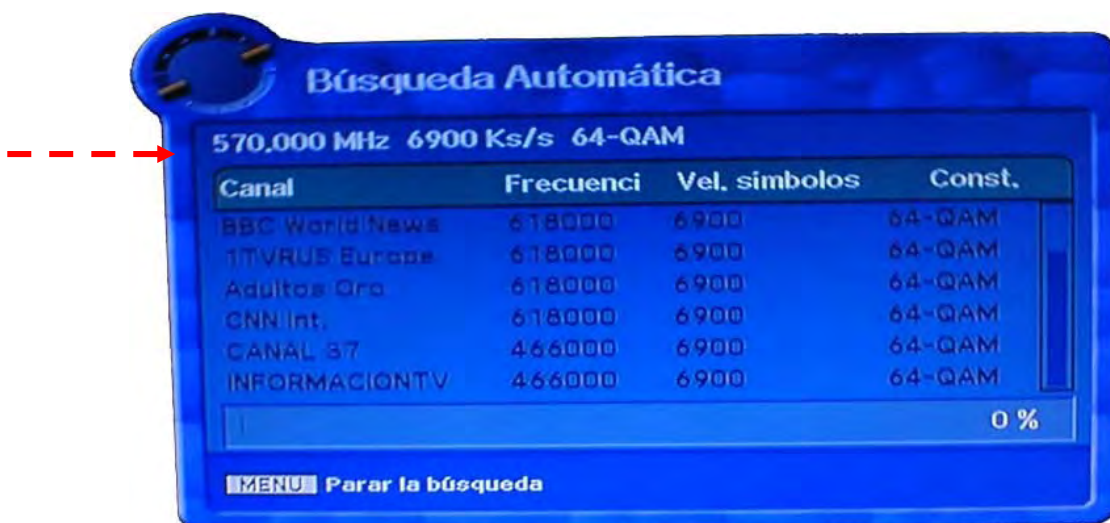 Búsqueda Automática
570.000 MHz 6900 Ks/s 64-QAM
Canal Frecuenci Vel. simbolos Const.
BBC World News 618000 6900 64-QAM
1TVRUS Europe 618000 6900 64-QAM
Adultos Oro 618000 6900 64-QAM
CNN Int. 618000 6900 64-QAM
CANAL 37 466000 6900 64-QAM
INFORMACIONTV 466000 6900 64-QAM
0 %
MENU Parar la búsqueda